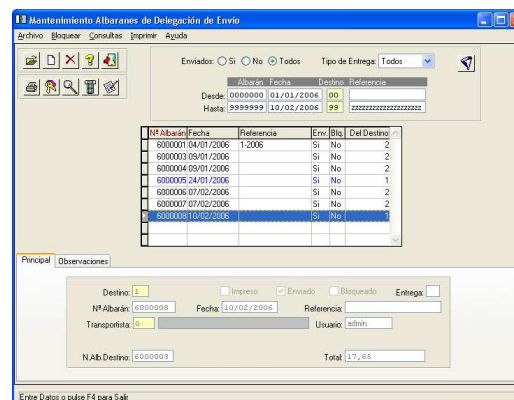 Mantenimiento Albaranes de Delegación de Envío
Archivo Bloquear Consultas Imprimir Ayuda
Enviados: Si No Todos Tipo de Entrega: Todos
Albarán Fecha Destino Referencia
Desde: 0000000 01/01/2006 00
Hasta: 9999999 10/02/2006 99 zzzzzzzzzzzzzzzzzzzz
Nº Albarán Fecha Referencia Env. Blq. Del Destino
6000001 04/01/2006 1-2006 Si No 2
6000003 09/01/2006 Si No 2
6000004 09/01/2006 Si No 2
6000005 24/01/2006 Si No 1
6000006 07/02/2006 Si No 2
6000007 07/02/2006 Si No 2
6000008 10/02/2006 Si No 1
Principal Observaciones
Destino: 1 Impreso Enviado Bloqueado Entrega:
Nº Albarán: 6000008 Fecha: 10/02/2006 Referencia:
Transportista: 0 Usuario: admin
N.Alb.Destino: 6000003 Total: 17,65
Entre Datos o pulse F4 para Salir